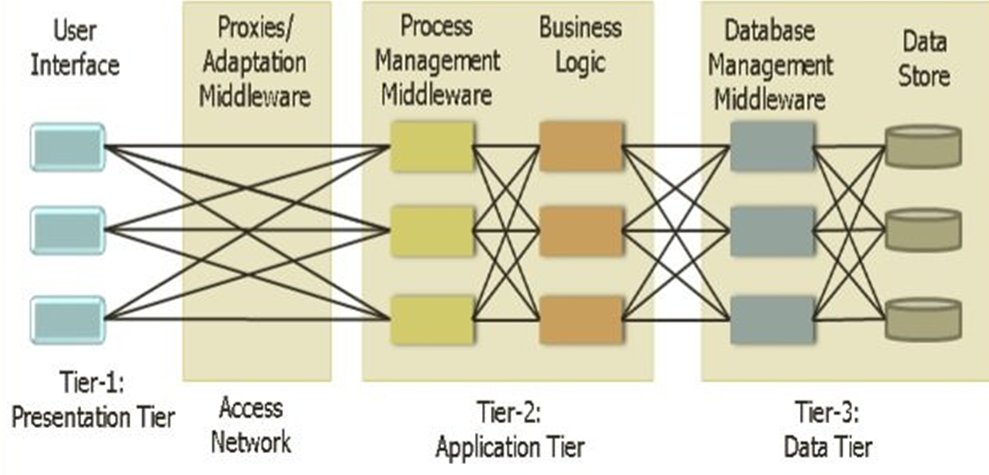 User
Interface
Proxies/
Adaptation
Middleware
Process
Management
Middleware
Business
Logic
Database
Management
Middleware
Data
Store
Tier-1:
Presentation Tier
Access
Network
Tier-2:
Application Tier
Tier-3:
Data Tier